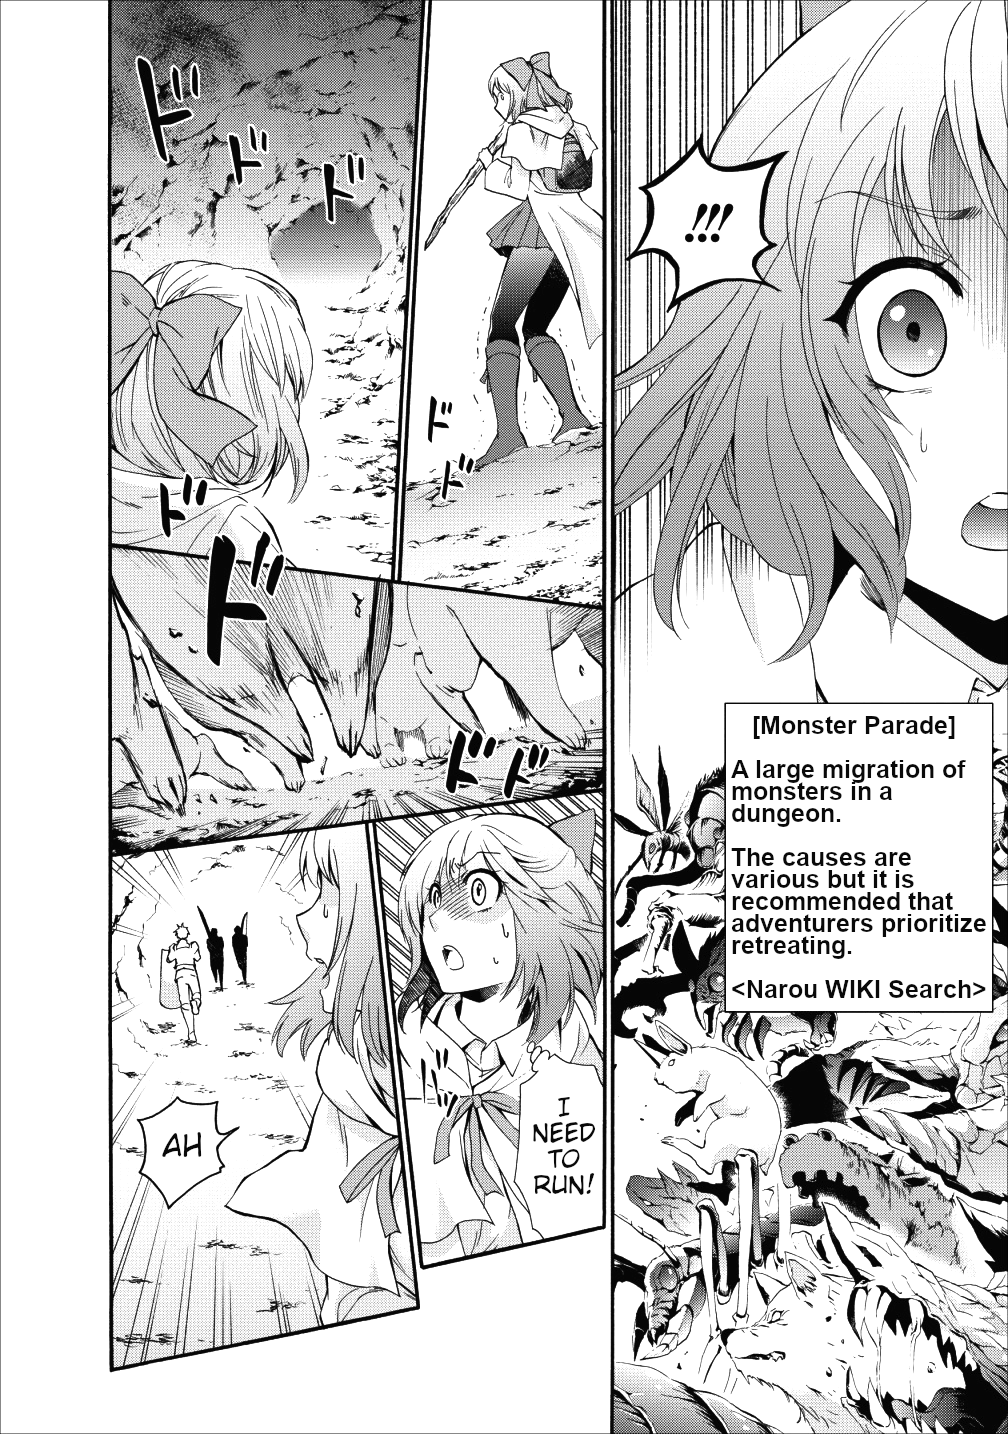 !!!
[Monster Parade]
A large migration of
monsters in a
dungeon.
The causes are
various but it is
recommended that
adventurers prioritize
retreating.
<Narou WIKI Search>
ド
ド
ド
ド
ド
ド
ド
ド
ド
I
NEED
TO
RUN!
AH